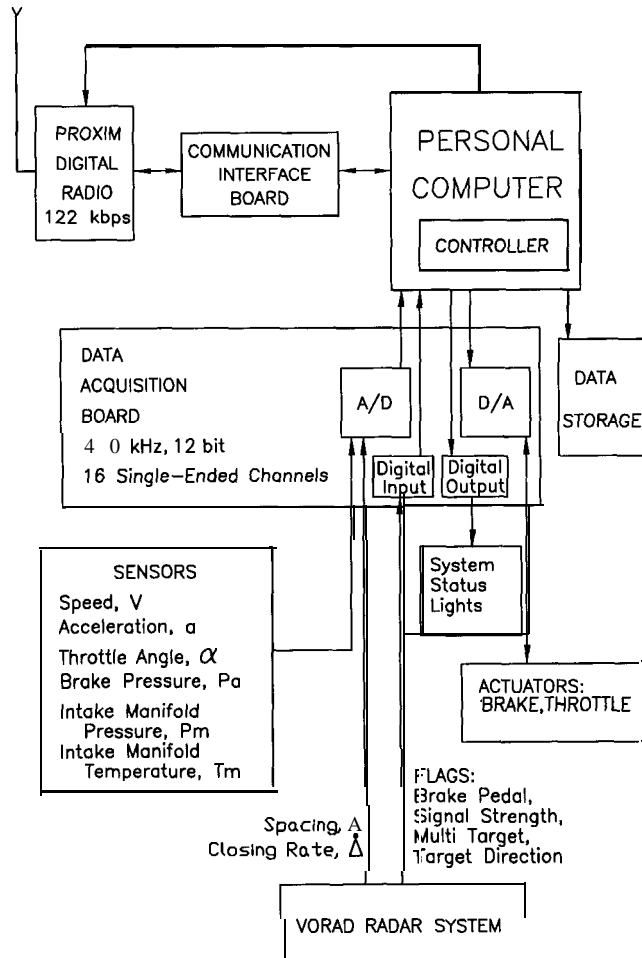 PROXIM
DIGITAL
RADIO
122 kbps
COMMUNICATION
INTERFACE
BOARD
PERSONAL
COMPUTER
CONTROLLER
DATA
ACQUISITION
BOARD
4 0 kHz, 12 bit
16 Single-Ended Channels
A/D
D/A
Digital
Input
Digital
Output
DATA
STORAGE
SENSORS
Speed, V
Acceleration, a
Throttle Angle, α
Brake Pressure, Pa
Intake Manifold
Pressure, Pm
Intake Manifold
Temperature, Tm
System
Status
Lights
ACTUATORS:
BRAKE,THROTTLE
Spacing, A
Closing Rate, Δ̇
FLAGS:
Brake Pedal,
Signal Strength,
Multi Target,
Target Direction
VORAD RADAR SYSTEM